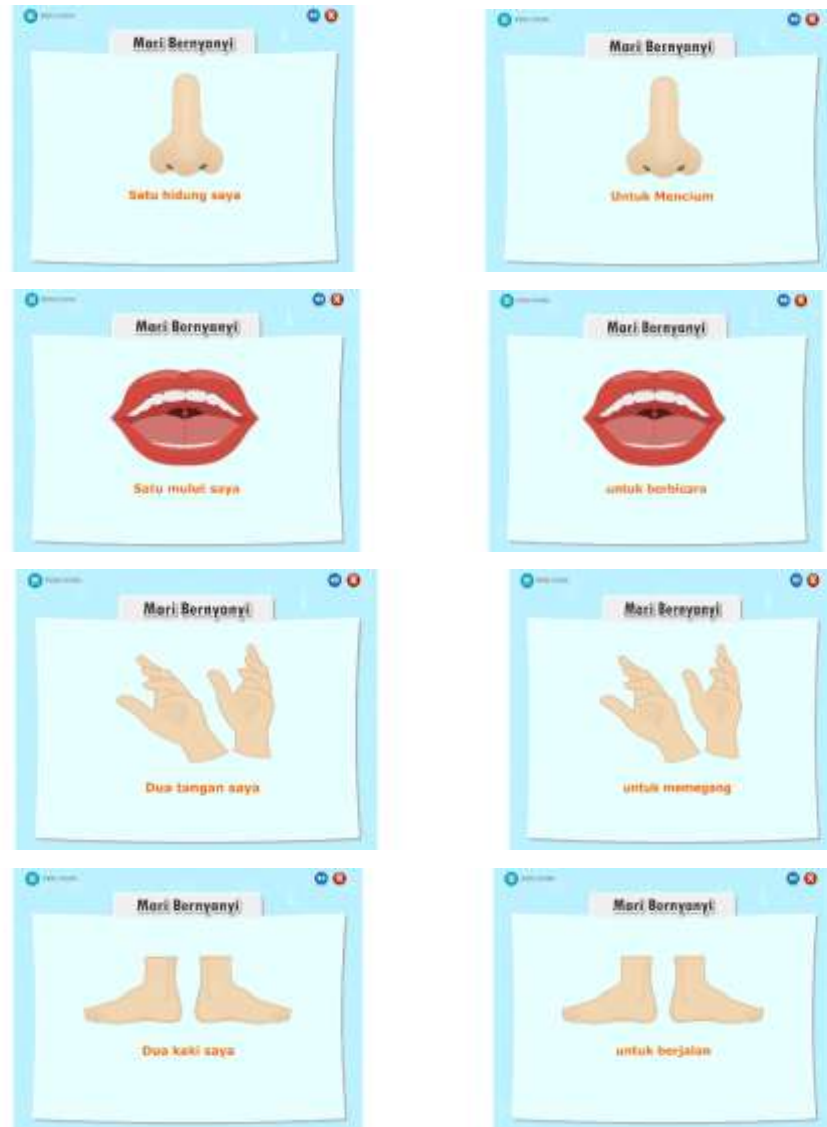 Mari Bernyanyi
Satu hidung saya
Mari Bernyanyi
Untuk Mencium
Mari Bernyanyi
Satu mulut saya
Mari Bernyanyi
untuk berbicara
Mari Bernyanyi
Dua tangan saya
Mari Bernyanyi
untuk memegang
Mari Bernyanyi
Dua kaki saya
Mari Bernyanyi
untuk berjalan